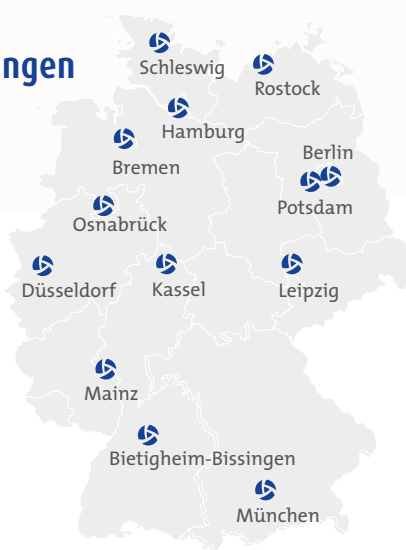 ngen
Schleswig
Rostock
Hamburg
Berlin
Bremen
Potsdam
Osnabrück
Düsseldorf
Kassel
Leipzig
Mainz
Bietigheim-Bissingen
München